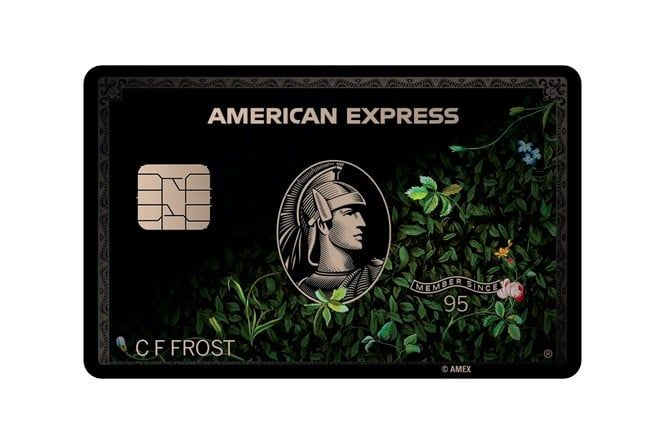 AMERICAN EXPRESS
MEMBER SINCE
95
C F FROST
®
© AMEX